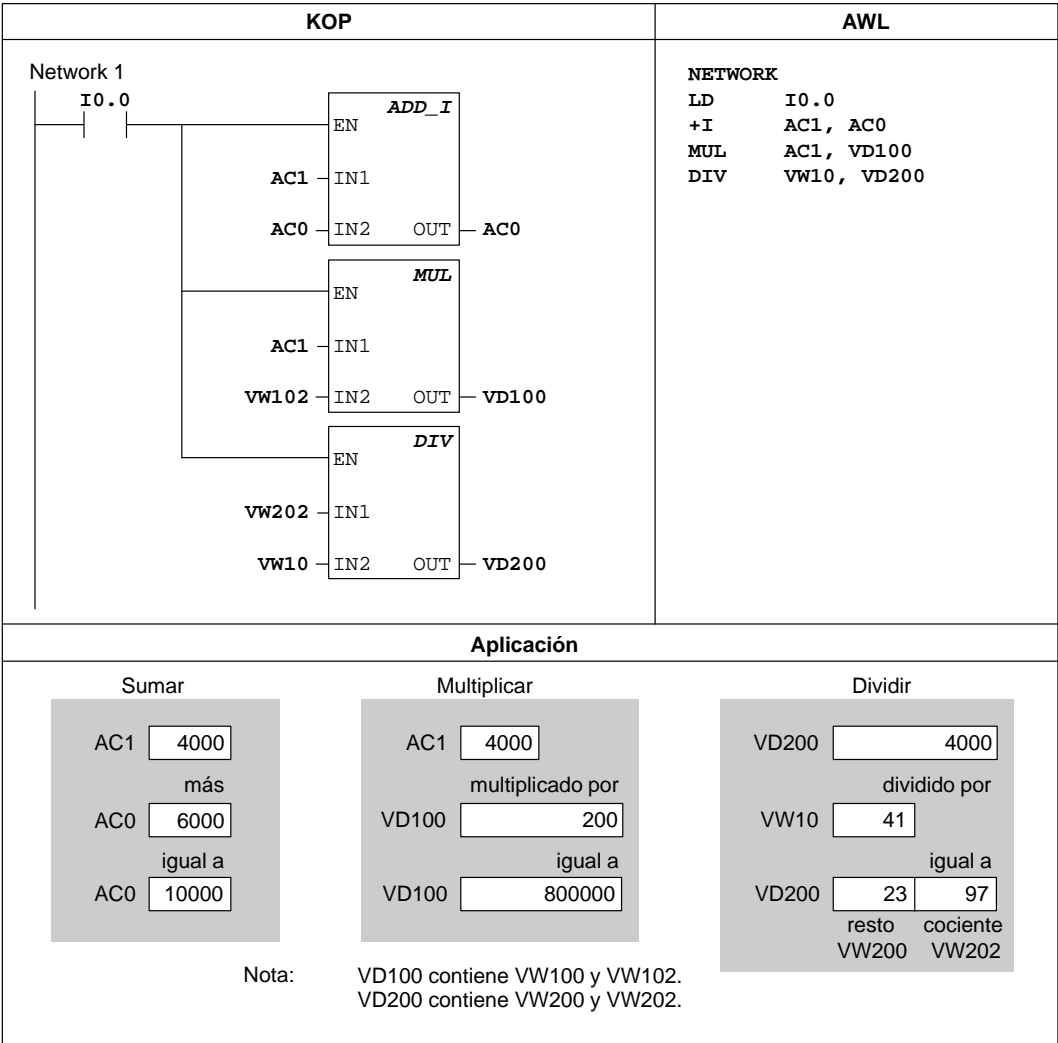 KOP
AWL
Network 1
I0.0
ADD_I
EN
AC1 IN1
AC0 IN2 OUT AC0
MUL
EN
AC1 IN1
VW102 IN2 OUT VD100
DIV
EN
VW202 IN1
VW10 IN2 OUT VD200
NETWORK
LD I0.0
+I AC1, AC0
MUL AC1, VD100
DIV VW10, VD200
Aplicación
Sumar
AC1 4000
más
AC0 6000
igual a
AC0 10000
Multiplicar
AC1 4000
multiplicado por
VD100 200
igual a
VD100 800000
Dividir
VD200 4000
dividido por
VW10 41
igual a
VD200 23 97
resto cociente
VW200 VW202
Nota: VD100 contiene VW100 y VW102.
VD200 contiene VW200 y VW202.